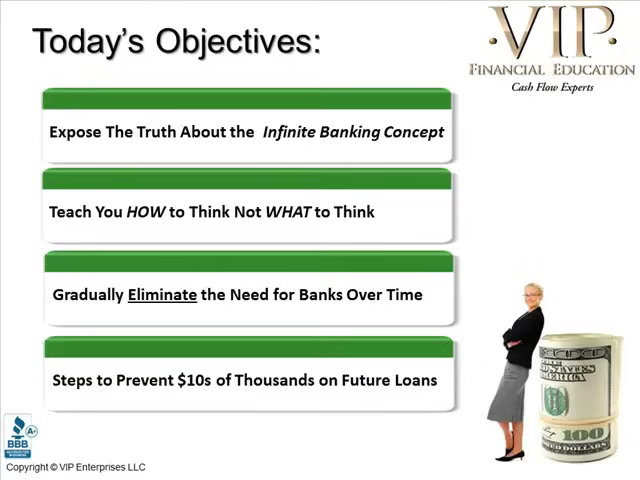 Today's Objectives:
VIP
FINANCIAL EDUCATION
Cash Flow Experts
Expose The Truth About the Infinite Banking Concept
Teach You HOW to Think Not WHAT to Think
Gradually Eliminate the Need for Banks Over Time
Steps to Prevent $10s of Thousands on Future Loans
100
A+
BBB
Copyright © VIP Enterprises LLC